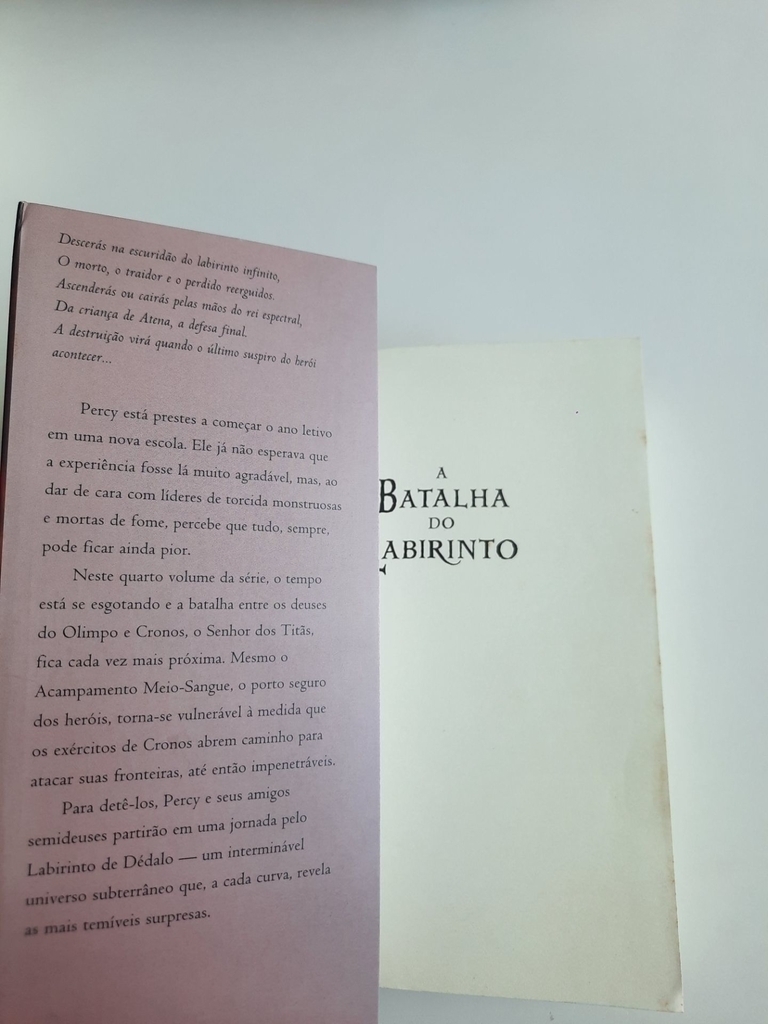 Descerás na escuridão do labirinto infinito,
O morto, o traidor e o perdido reerguidos.
Ascenderás ou cairás pelas mãos do rei espectral,
Da criança de Atena, a defesa final.
A destruição virá quando o último suspiro do herói
acontecer...
Percy está prestes a começar o ano letivo
em uma nova escola. Ele já não esperava que
a experiência fosse lá muito agradável, mas, ao
dar de cara com líderes de torcida monstruosas
e mortas de fome, percebe que tudo, sempre,
pode ficar ainda pior.
Neste quarto volume da série, o tempo
está se esgotando e a batalha entre os deuses
do Olimpo e Cronos, o Senhor dos Titãs,
fica cada vez mais próxima. Mesmo o
Acampamento Meio-Sangue, o porto seguro
dos heróis, torna-se vulnerável à medida que
os exércitos de Cronos abrem caminho para
atacar suas fronteiras, até então impenetráveis.
Para detê-los, Percy e seus amigos
semideuses partirão em uma jornada pelo
Labirinto de Dédalo — um interminável
universo subterrâneo que, a cada curva, revela
as mais temíveis surpresas.
A
BATALHA
DO
LABIRINTO